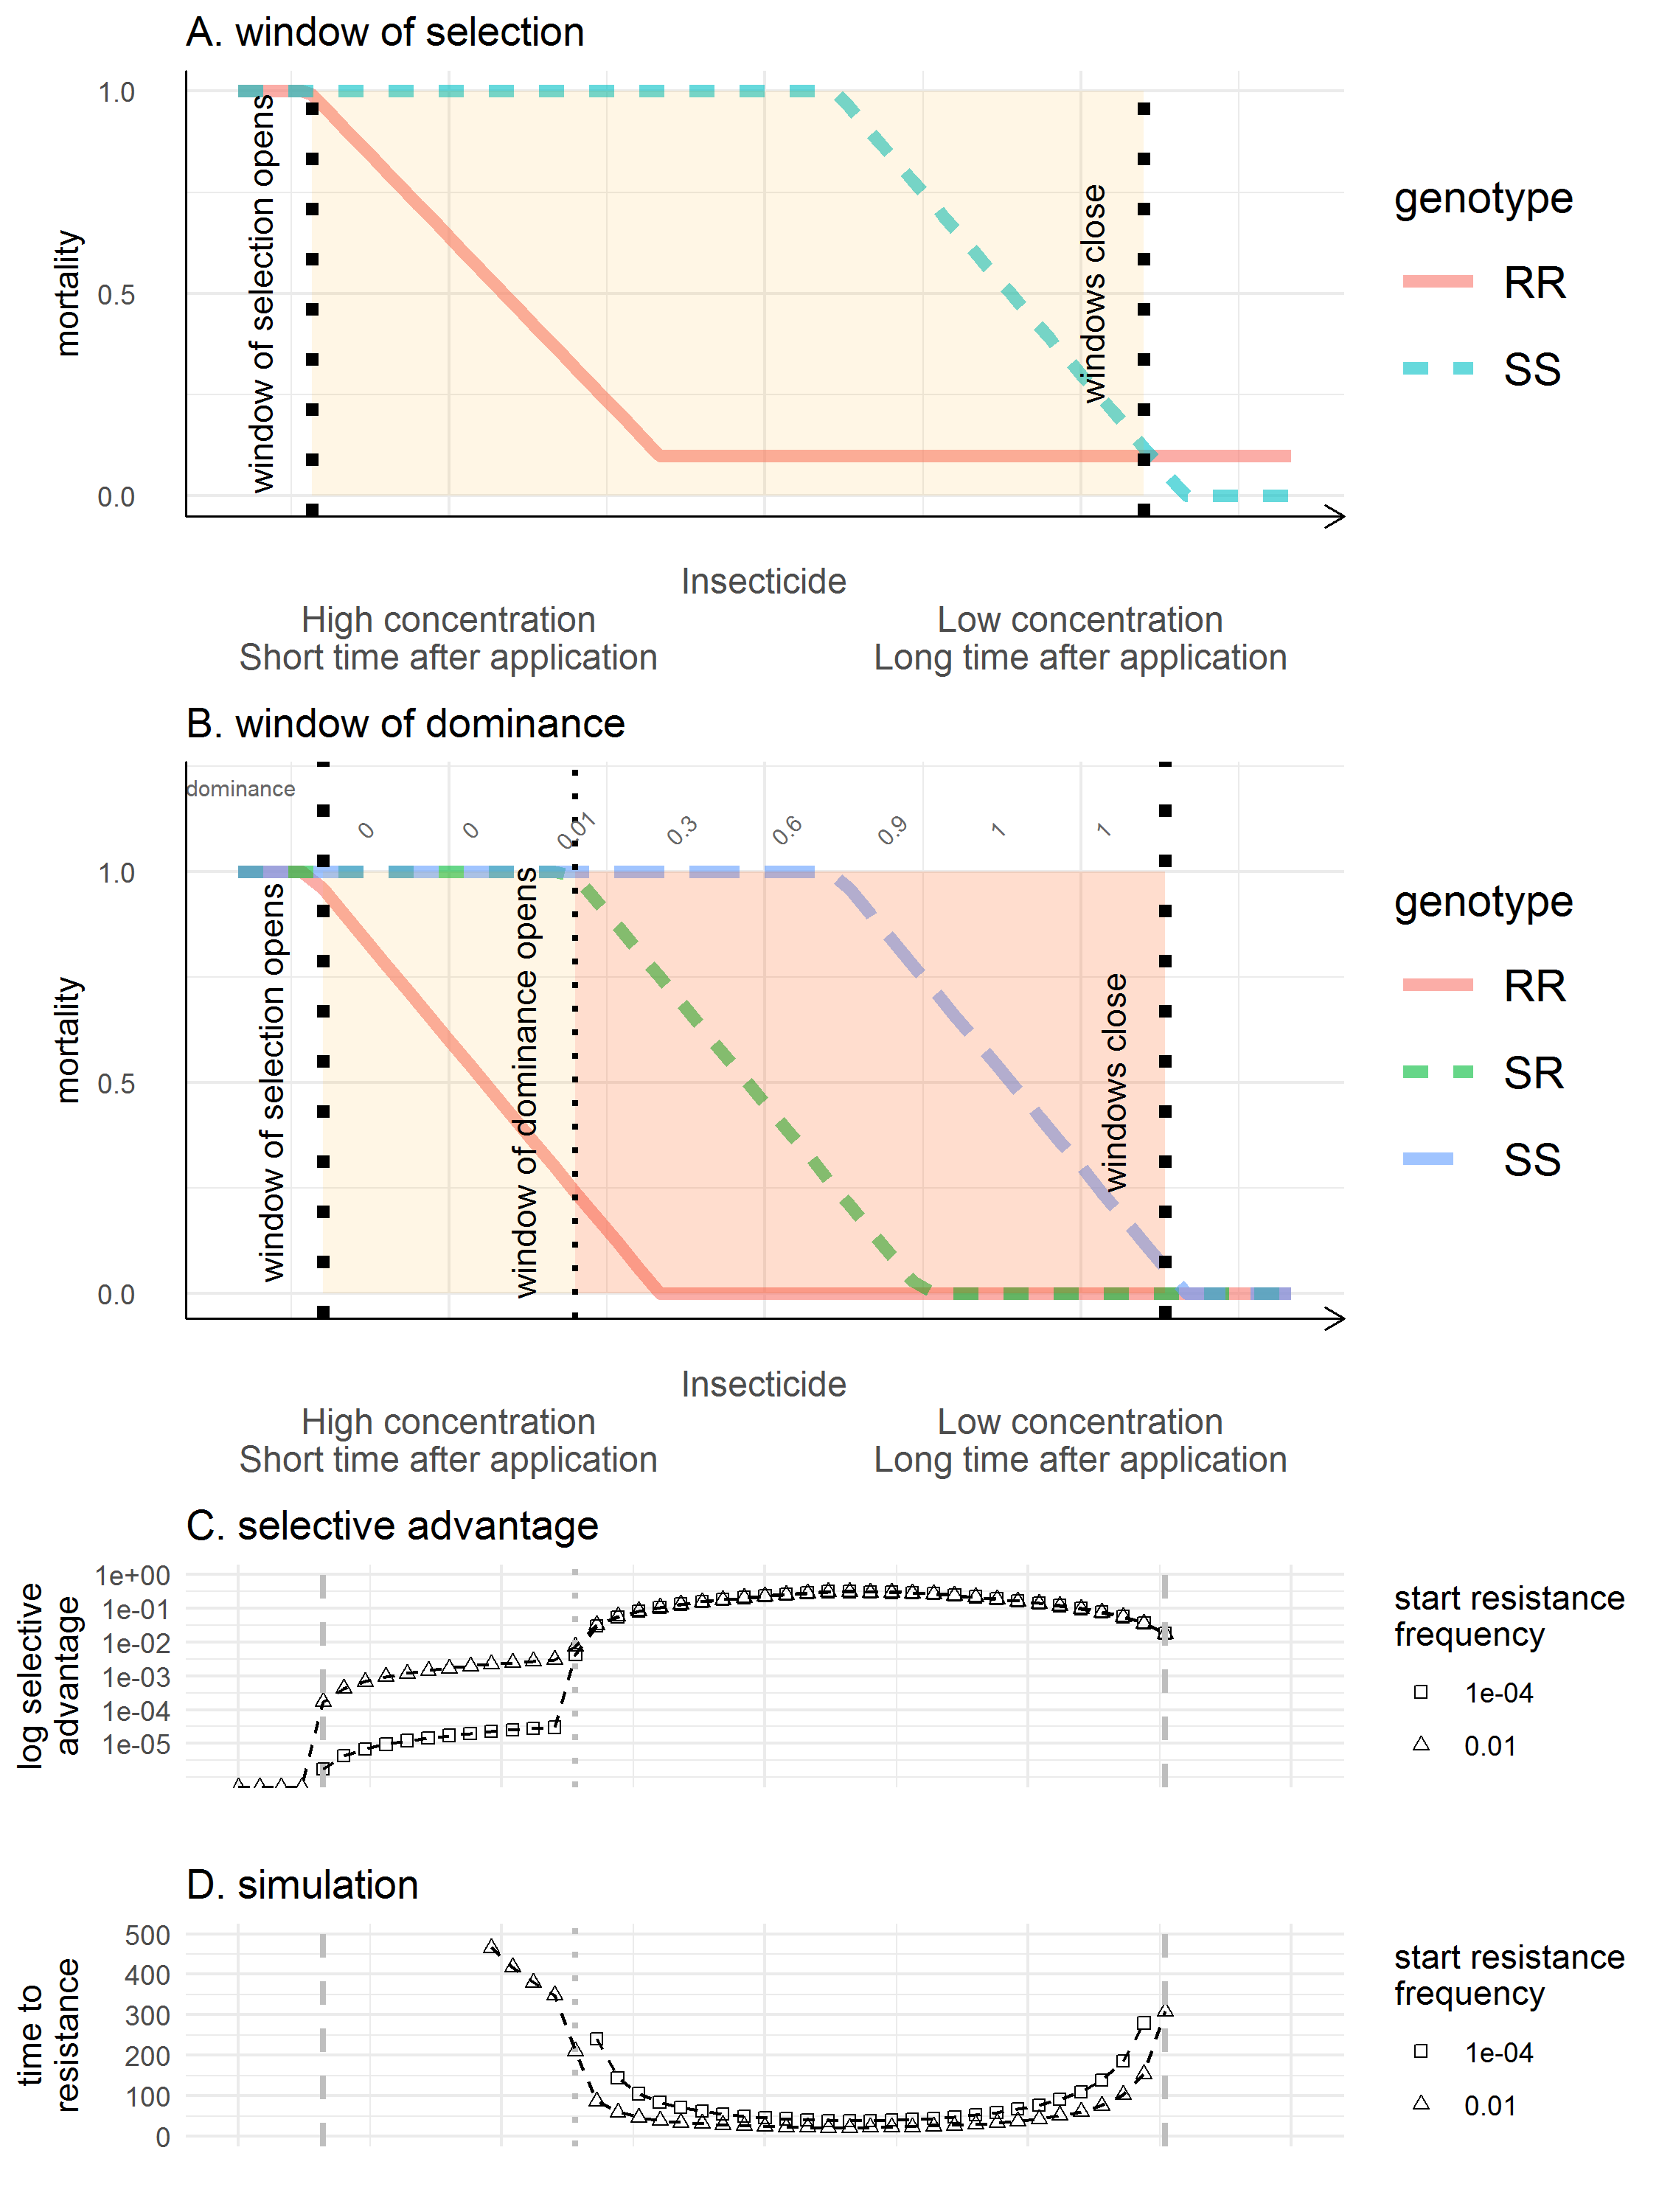 A. window of selection
1.0
0.5
0.0
mortality
window of selection opens
windows close
genotype
RR
SS
Insecticide
High concentration
Short time after application
Low concentration
Long time after application
B. window of dominance
dominance
0
0
0.01
0.3
0.6
0.9
1
1
1.0
0.5
0.0
mortality
window of selection opens
window of dominance opens
windows close
genotype
RR
SR
SS
Insecticide
High concentration
Short time after application
Low concentration
Long time after application
C. selective advantage
1e+00
1e-01
1e-02
1e-03
1e-04
1e-05
log selective
advantage
start resistance
frequency
1e-04
0.01
D. simulation
500
400
300
200
100
0
time to
resistance
start resistance
frequency
1e-04
0.01